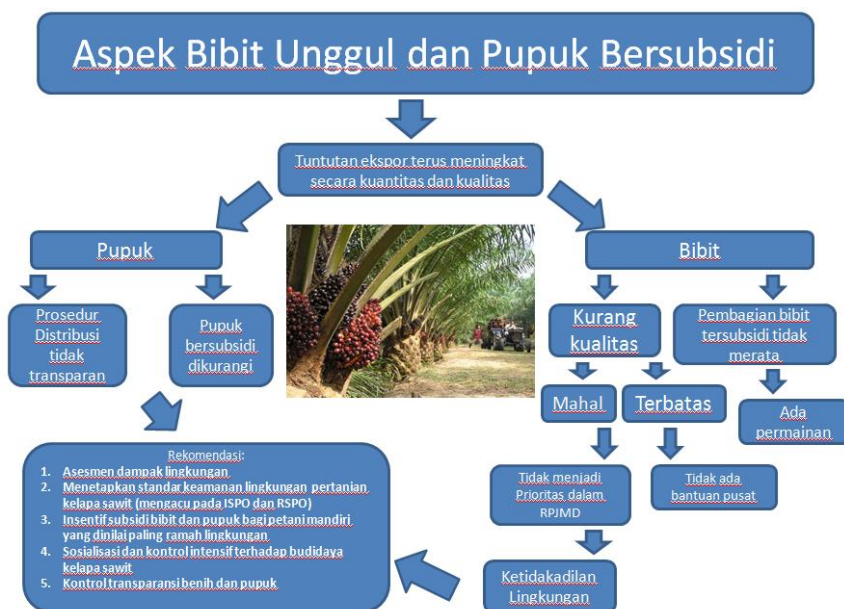 Aspek Bibit Unggul dan Pupuk Bersubsidi
Tuntutan ekspor terus meningkat
secara kuantitas dan kualitas
Pupuk
Bibit
Prosedur
Distribusi
tidak
transparan
Pupuk
bersubsidi
dikurangi
Kurang
kualitas
Pembagian bibit
tersubsidi tidak
merata
Mahal
Terbatas
Ada
permainan
Tidak menjadi
Prioritas dalam
RPJMD
Tidak ada
bantuan pusat
Ketidakadilan
Lingkungan
Rekomendasi:
1. Asesmen dampak lingkungan
2. Menetapkan standar keamanan lingkungan pertanian
kelapa sawit (mengacu pada ISPO dan RSPO)
3. Insentif subsidi bibit dan pupuk bagi petani mandiri
yang dinilai paling ramah lingkungan
4. Sosialisasi dan kontrol intensif terhadap budidaya
kelapa sawit
5. Kontrol transparansi benih dan pupuk